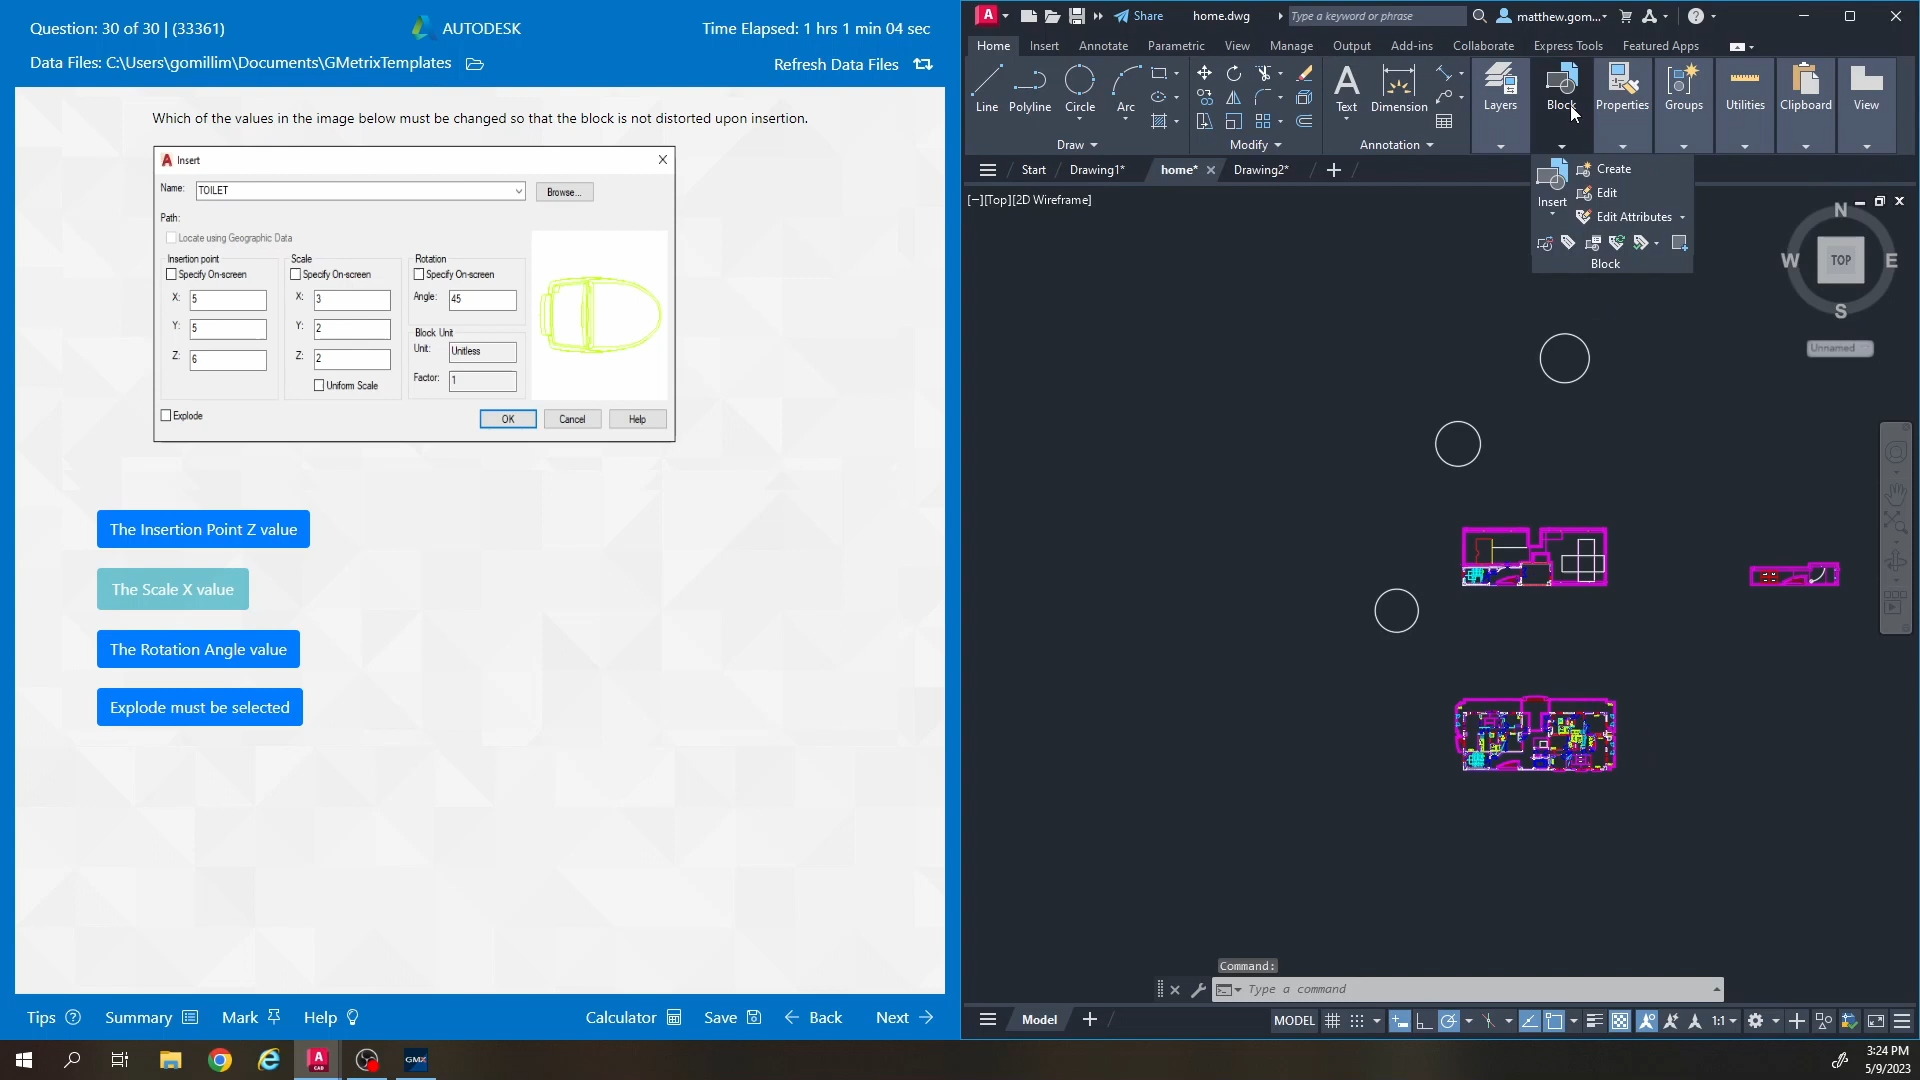 Question: 30 of 30 | (33361)
AUTODESK
Time Elapsed: 1 hrs 1 min 04 sec
Data Files: C:\Users\gomillim\Documents\GMetrixTemplates
Refresh Data Files
Which of the values in the image below must be changed so that the block is not distorted upon insertion.
A Insert
Name: TOILET Browse...
Path:
Locate using Geographic Data
Insertion point
Specify On-screen
X: 5
Y: 5
Z: 6
Scale
Specify On-screen
X: 3
Y: 2
Z: 2
Uniform Scale
Rotation
Specify On-screen
Angle: 45
Block Unit
Unit: Unitless
Factor: 1
Explode
OK Cancel Help
The Insertion Point Z value
The Scale X value
The Rotation Angle value
Explode must be selected
Tips Summary Mark Help Calculator Save Back Next
A Share home.dwg Type a keyword or phrase matthew.gom...
Home Insert Annotate Parametric View Manage Output Add-ins Collaborate Express Tools Featured Apps
Line Polyline Circle Arc Text Dimension Layers Block Properties Groups Utilities Clipboard View
Draw Modify Annotation
Start Drawing1* home* Drawing2*
Insert
Create
Edit
Edit Attributes
Block
[−][Top][2D Wireframe]
N
W TOP E
S
Unnamed
Command:
Type a command
Model
MODEL 1:1
A CAD
GMX
3:24 PM
5/9/2023